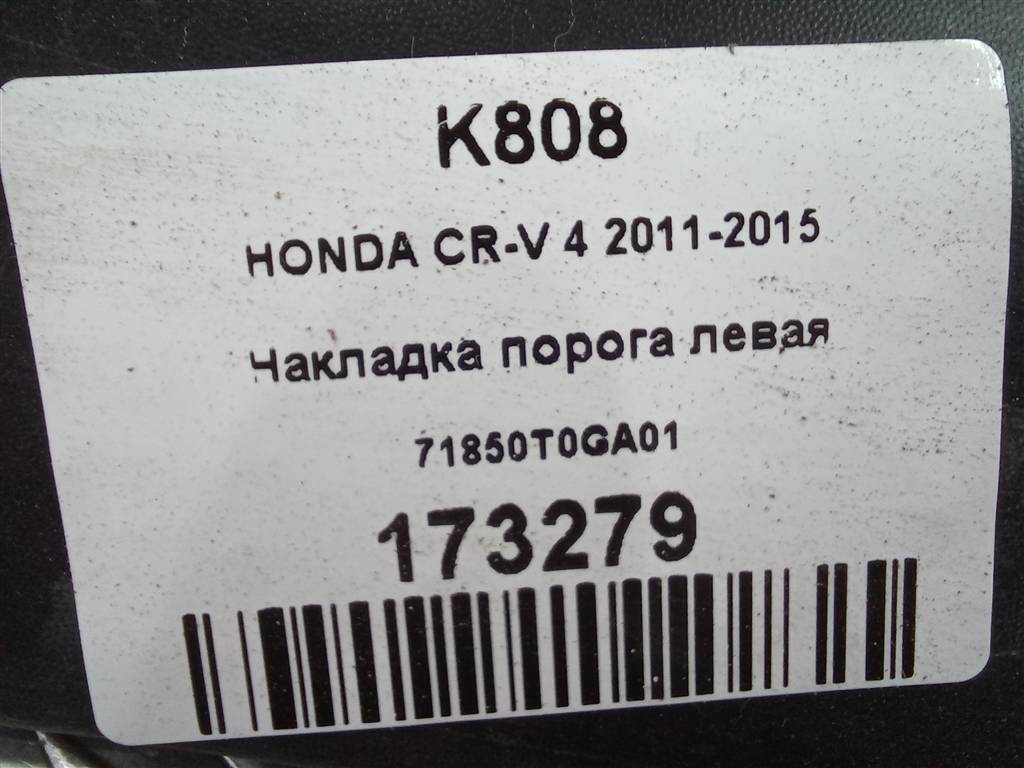 K808
HONDA CR-V 4 2011-2015
Накладка порога левая
71850T0GA01
173279